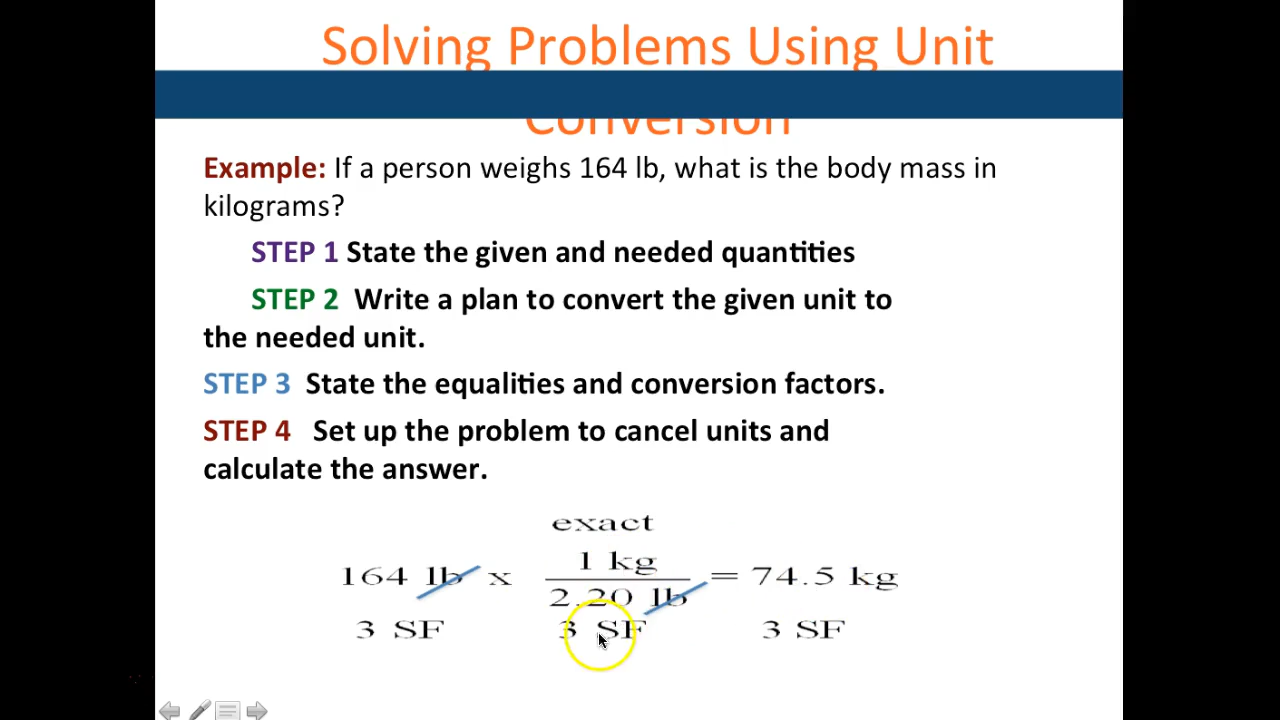 Solving Problems Using Unit
Conversion
Example: If a person weighs 164 lb, what is the body mass in
kilograms?
STEP 1 State the given and needed quantities
STEP 2 Write a plan to convert the given unit to
the needed unit.
STEP 3 State the equalities and conversion factors.
STEP 4 Set up the problem to cancel units and
calculate the answer.
exact
1 kg
164 lb x = 74.5 kg
2.20 lb
3 SF 3 SF 3 SF